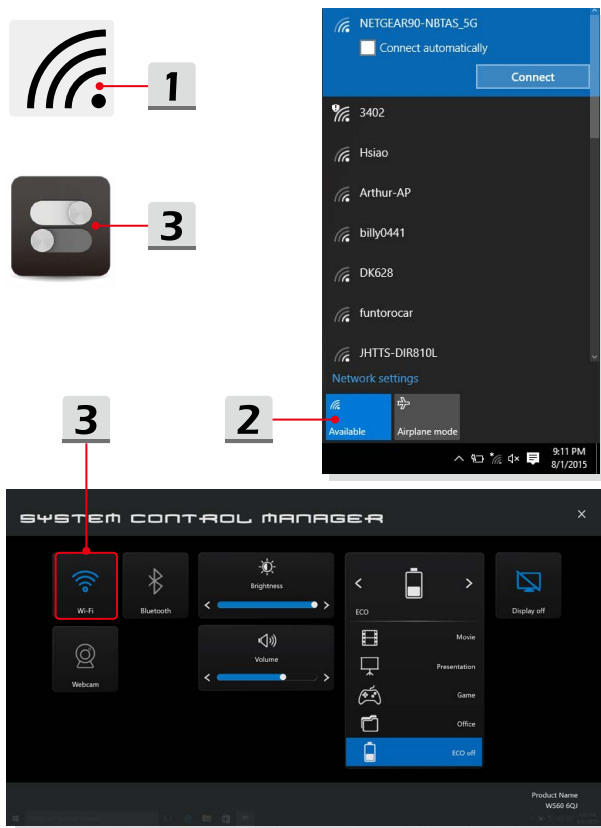 1
3
NETGEAR90-NBTAS_5G
Connect automatically
Connect
3402
Hsiao
Arthur-AP
billy0441
DK628
funtorocar
JHTTS-DIR810L
Network settings
2
Available
Airplane mode
9:11 PM
8/1/2015
3
SYSTEM CONTROL MANAGER
Wi-Fi
Bluetooth
Brightness
ECO
Display off
Movie
Webcam
Volume
Presentation
Game
Office
ECO off
Product Name
WS60 6QJ